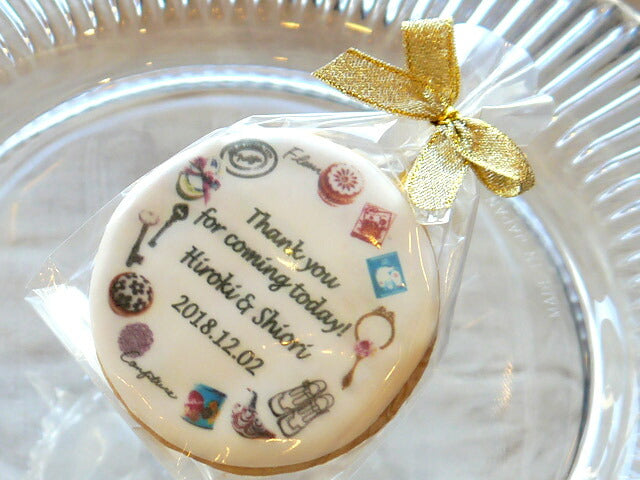 Thank you
for coming today!
Hiroki & Shiori
2018.12.02